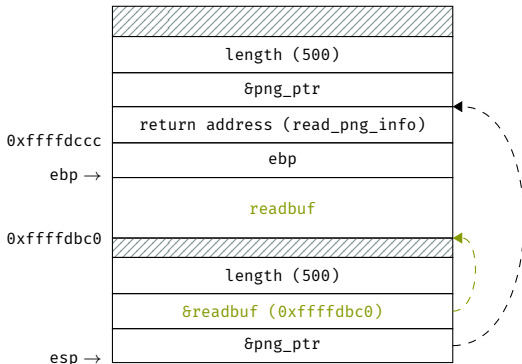 length (500)
&png_ptr
return address (read_png_info)
0xffffdccc
ebp
ebp →
readbuf
0xffffdbc0
length (500)
&readbuf (0xffffdbc0)
&png_ptr
esp →